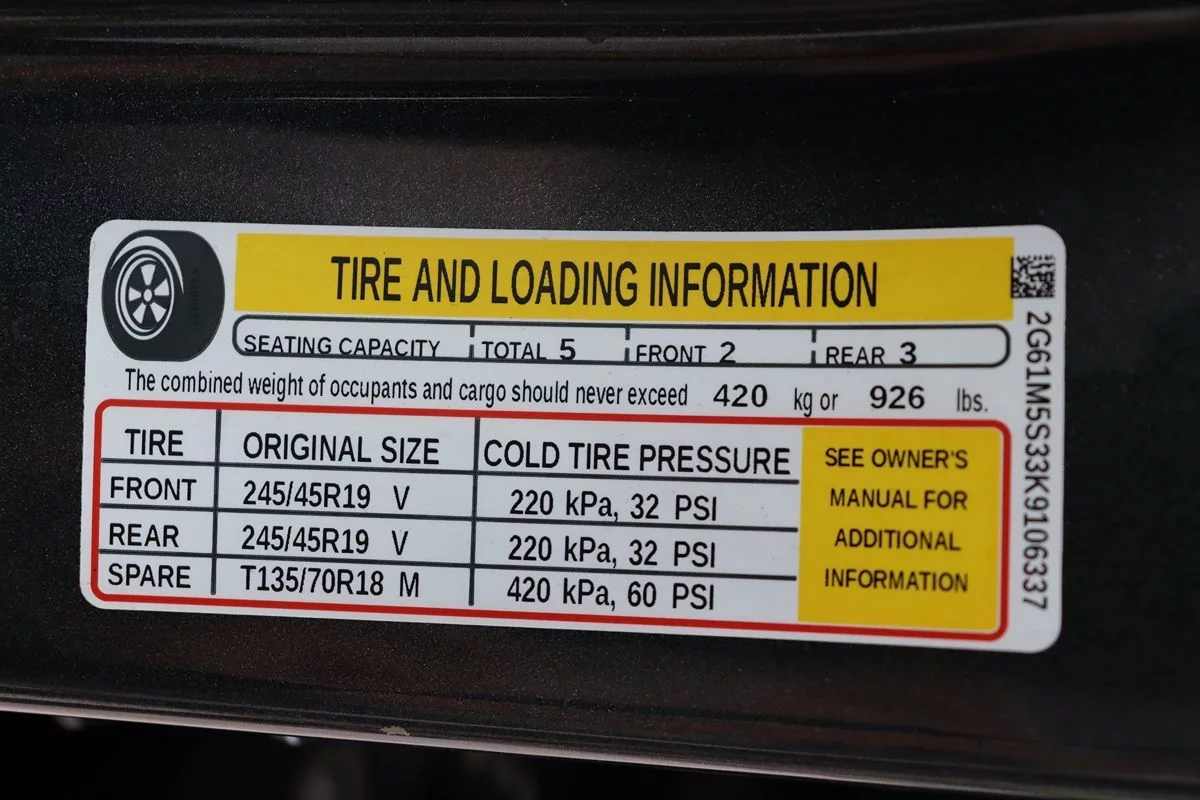 TIRE AND LOADING INFORMATION
SEATING CAPACITY TOTAL 5 FRONT 2 REAR 3
The combined weight of occupants and cargo should never exceed 420 kg or 926 lbs.
TIRE ORIGINAL SIZE COLD TIRE PRESSURE
FRONT 245/45R19 V 220 kPa, 32 PSI
REAR 245/45R19 V 220 kPa, 32 PSI
SPARE T135/70R18 M 420 kPa, 60 PSI
SEE OWNER'S
MANUAL FOR
ADDITIONAL
INFORMATION
2G61M5S33K9106337